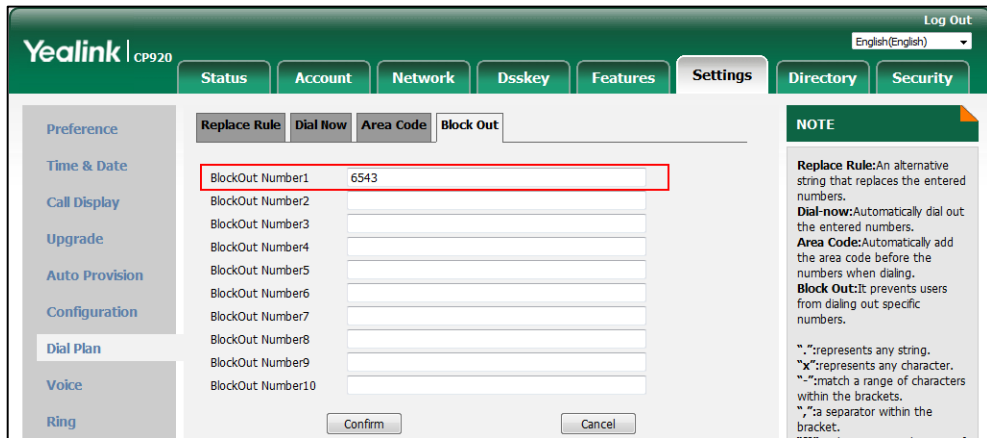 Log Out
Yealink | CP920
English(English)
Status Account Network Dsskey Features Settings Directory Security
Preference
Time & Date
Call Display
Upgrade
Auto Provision
Configuration
Dial Plan
Voice
Ring
Replace Rule Dial Now Area Code Block Out
BlockOut Number1 6543
BlockOut Number2
BlockOut Number3
BlockOut Number4
BlockOut Number5
BlockOut Number6
BlockOut Number7
BlockOut Number8
BlockOut Number9
BlockOut Number10
Confirm Cancel
NOTE
Replace Rule:An alternative
string that replaces the entered
numbers.
Dial-now:Automatically dial out
the entered numbers.
Area Code:Automatically add
the area code before the
numbers when dialing.
Block Out:It prevents users
from dialing out specific
numbers.
".":represents any string.
"x":represents any character.
"-":match a range of characters
within the brackets.
",":a separator within the
bracket.